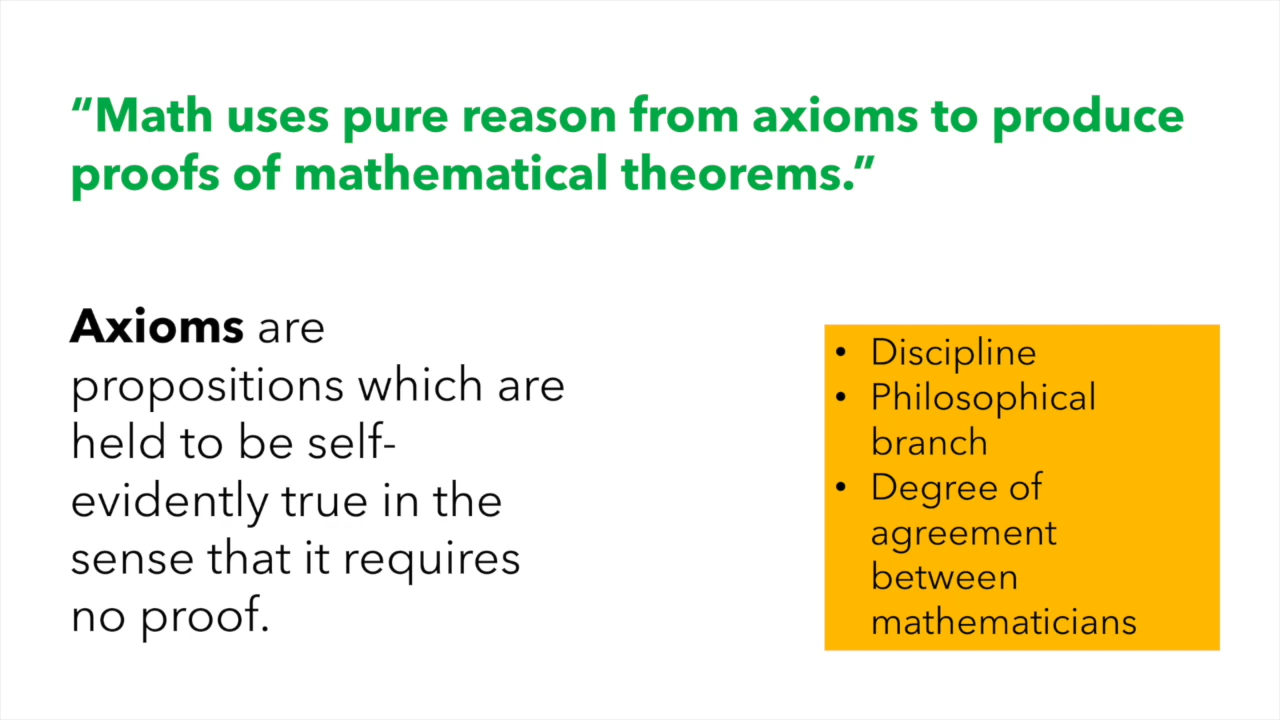 “Math uses pure reason from axioms to produce
proofs of mathematical theorems.”
Axioms are
propositions which are
held to be self-
evidently true in the
sense that it requires
no proof.
• Discipline
• Philosophical
branch
• Degree of
agreement
between
mathematicians